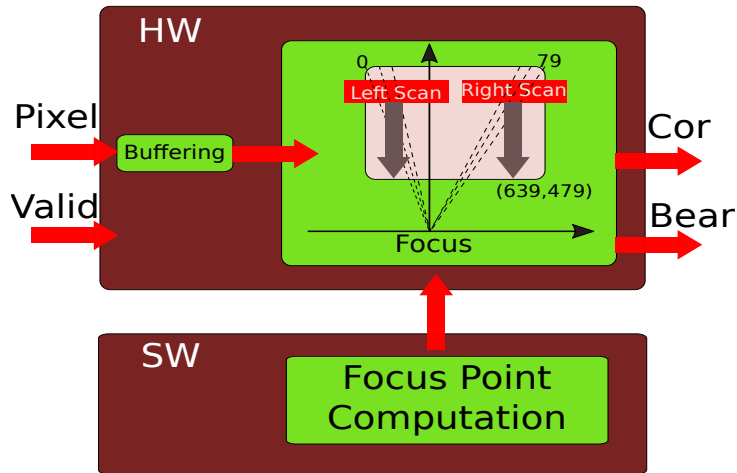 HW
0
79
Left Scan
Right Scan
Pixel
Buffering
Cor
Valid
(639,479)
Bear
Focus
SW
Focus Point
Computation